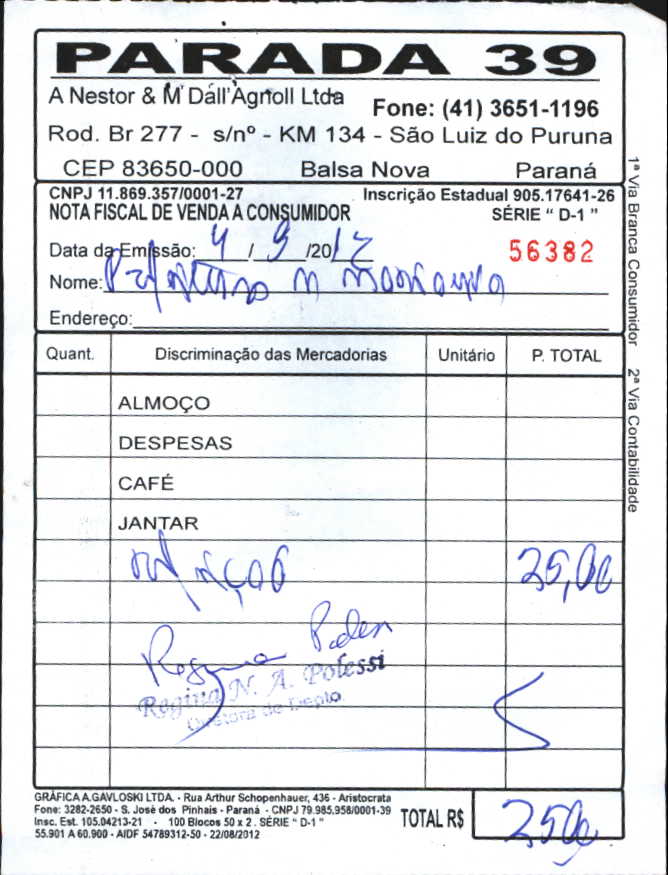 PARADA 39
A Nestor & M Dall'Agnoll Ltda
Fone: (41) 3651-1196
Rod. Br 277 - s/nº - KM 134 - São Luiz do Puruna
CEP 83650-000 Balsa Nova Paraná
CNPJ 11.869.357/0001-27 Inscrição Estadual 905.17641-26
NOTA FISCAL DE VENDA A CONSUMIDOR SÉRIE “ D-1 ”
Data da Emissão: 4 / 9 /2012 56382
Nome:
Endereço:
Quant. Discriminação das Mercadorias Unitário P. TOTAL
ALMOÇO
DESPESAS
CAFÉ
JANTAR
refeição 25,00
Regina
Regina N. A. Polessi
Diretora de Depto.
GRÁFICA A.GAVLOSKI LTDA. - Rua Arthur Schopenhauer, 436 - Aristocrata
Fone: 3282-2650 - S. José dos Pinhais - Paraná - CNPJ 79.985.958/0001-39
Insc. Est. 105.04213-21 - 100 Blocos 50 x 2 . SÉRIE “ D-1 ”
55.901 A 60.900 - AIDF 54789312-50 - 22/08/2012
TOTAL R$ 25,00
1ª Via Branca Consumidor 2ª Via Contabilidade